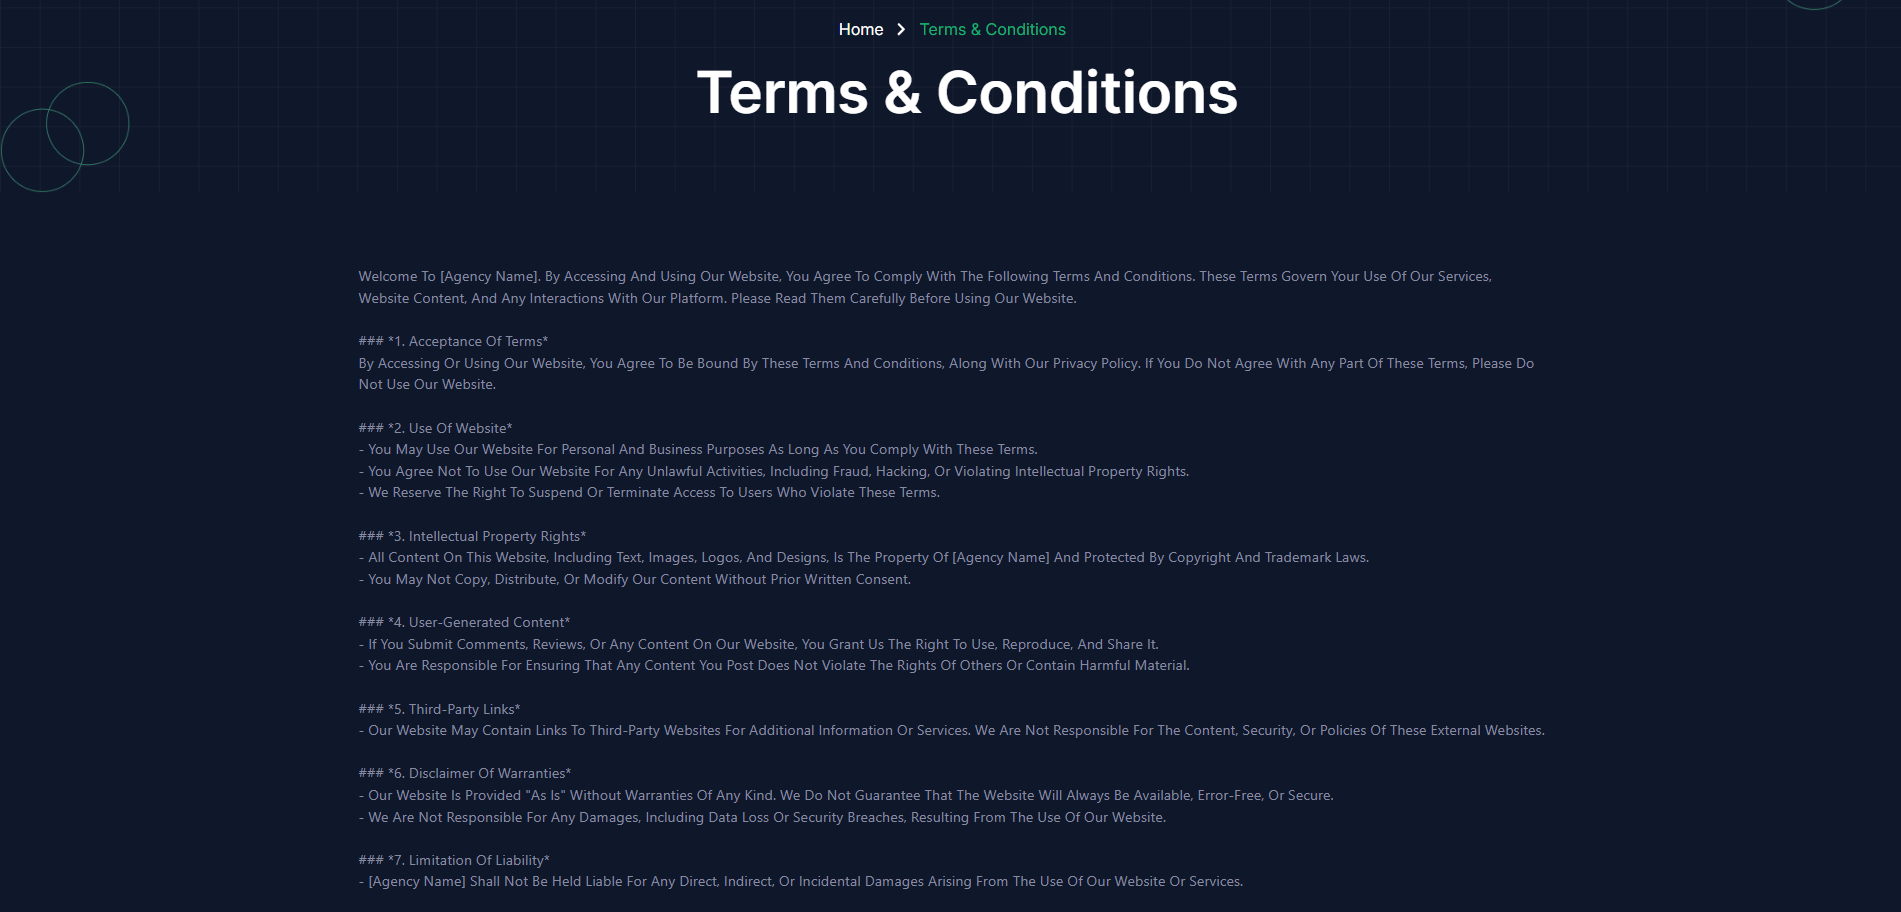 Home > Terms & Conditions
Terms & Conditions
Welcome To [Agency Name]. By Accessing And Using Our Website, You Agree To Comply With The Following Terms And Conditions. These Terms Govern Your Use Of Our Services,
Website Content, And Any Interactions With Our Platform. Please Read Them Carefully Before Using Our Website.
### *1. Acceptance Of Terms*
By Accessing Or Using Our Website, You Agree To Be Bound By These Terms And Conditions, Along With Our Privacy Policy. If You Do Not Agree With Any Part Of These Terms, Please Do
Not Use Our Website.
### *2. Use Of Website*
- You May Use Our Website For Personal And Business Purposes As Long As You Comply With These Terms.
- You Agree Not To Use Our Website For Any Unlawful Activities, Including Fraud, Hacking, Or Violating Intellectual Property Rights.
- We Reserve The Right To Suspend Or Terminate Access To Users Who Violate These Terms.
### *3. Intellectual Property Rights*
- All Content On This Website, Including Text, Images, Logos, And Designs, Is The Property Of [Agency Name] And Protected By Copyright And Trademark Laws.
- You May Not Copy, Distribute, Or Modify Our Content Without Prior Written Consent.
### *4. User-Generated Content*
- If You Submit Comments, Reviews, Or Any Content On Our Website, You Grant Us The Right To Use, Reproduce, And Share It.
- You Are Responsible For Ensuring That Any Content You Post Does Not Violate The Rights Of Others Or Contain Harmful Material.
### *5. Third-Party Links*
- Our Website May Contain Links To Third-Party Websites For Additional Information Or Services. We Are Not Responsible For The Content, Security, Or Policies Of These External Websites.
### *6. Disclaimer Of Warranties*
- Our Website Is Provided "As Is" Without Warranties Of Any Kind. We Do Not Guarantee That The Website Will Always Be Available, Error-Free, Or Secure.
- We Are Not Responsible For Any Damages, Including Data Loss Or Security Breaches, Resulting From The Use Of Our Website.
### *7. Limitation Of Liability*
- [Agency Name] Shall Not Be Held Liable For Any Direct, Indirect, Or Incidental Damages Arising From The Use Of Our Website Or Services.